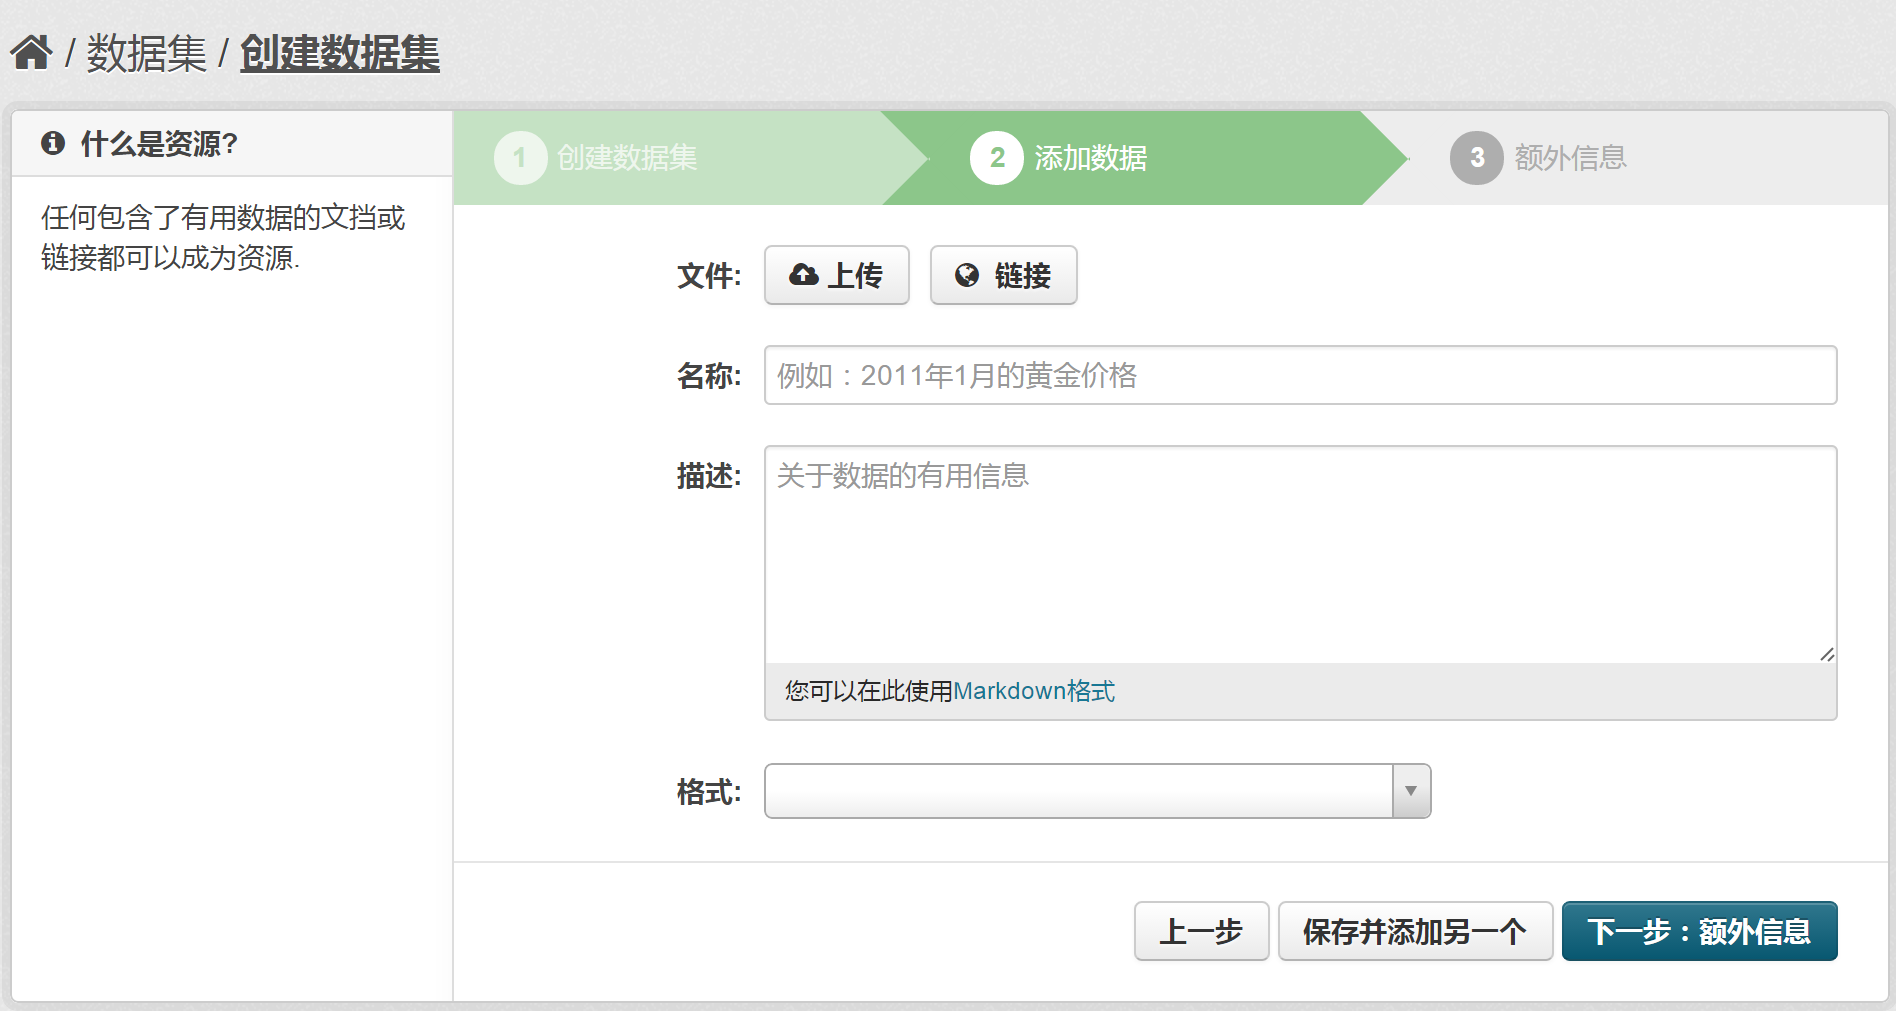 / 数据集 / 创建数据集
什么是资源?
任何包含了有用数据的文挡或
链接都可以成为资源.
1 创建数据集
2 添加数据
3 额外信息
文件: 上传 链接
名称: 例如：2011年1月的黄金价格
描述: 关于数据的有用信息
您可以在此使用Markdown格式
格式:
上一步 保存并添加另一个 下一步：额外信息